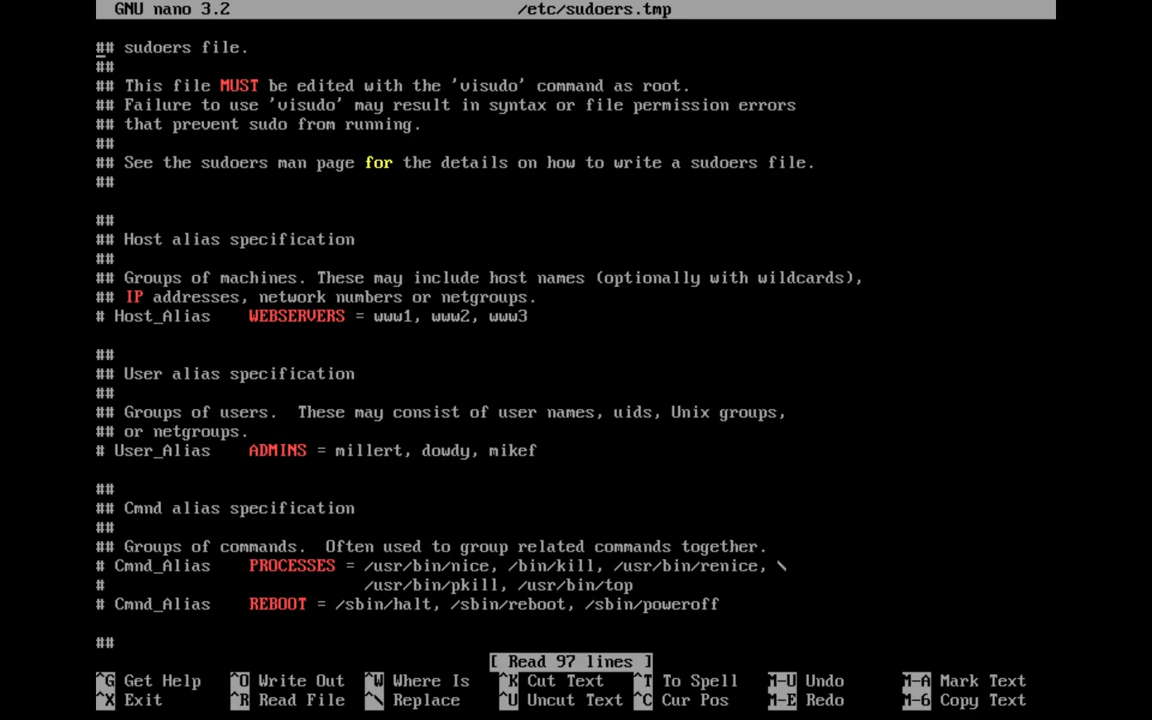 GNU nano 3.2 /etc/sudoers.tmp
## sudoers file.
##
## This file MUST be edited with the 'visudo' command as root.
## Failure to use 'visudo' may result in syntax or file permission errors
## that prevent sudo from running.
##
## See the sudoers man page for the details on how to write a sudoers file.
##
##
## Host alias specification
##
## Groups of machines. These may include host names (optionally with wildcards),
## IP addresses, network numbers or netgroups.
# Host_Alias    WEBSERVERS = www1, www2, www3
##
## User alias specification
##
## Groups of users.  These may consist of user names, uids, Unix groups,
## or netgroups.
# User_Alias    ADMINS = millert, dowdy, mikef
##
## Cmnd alias specification
##
## Groups of commands.  Often used to group related commands together.
# Cmnd_Alias    PROCESSES = /usr/bin/nice, /bin/kill, /usr/bin/renice, \
#                           /usr/bin/pkill, /usr/bin/top
# Cmnd_Alias    REBOOT = /sbin/halt, /sbin/reboot, /sbin/poweroff
##
[ Read 97 lines ]
^G Get Help ^O Write Out ^W Where Is ^K Cut Text ^T To Spell M-U Undo M-A Mark Text
^X Exit ^R Read File ^\ Replace ^U Uncut Text ^C Cur Pos M-E Redo M-6 Copy Text